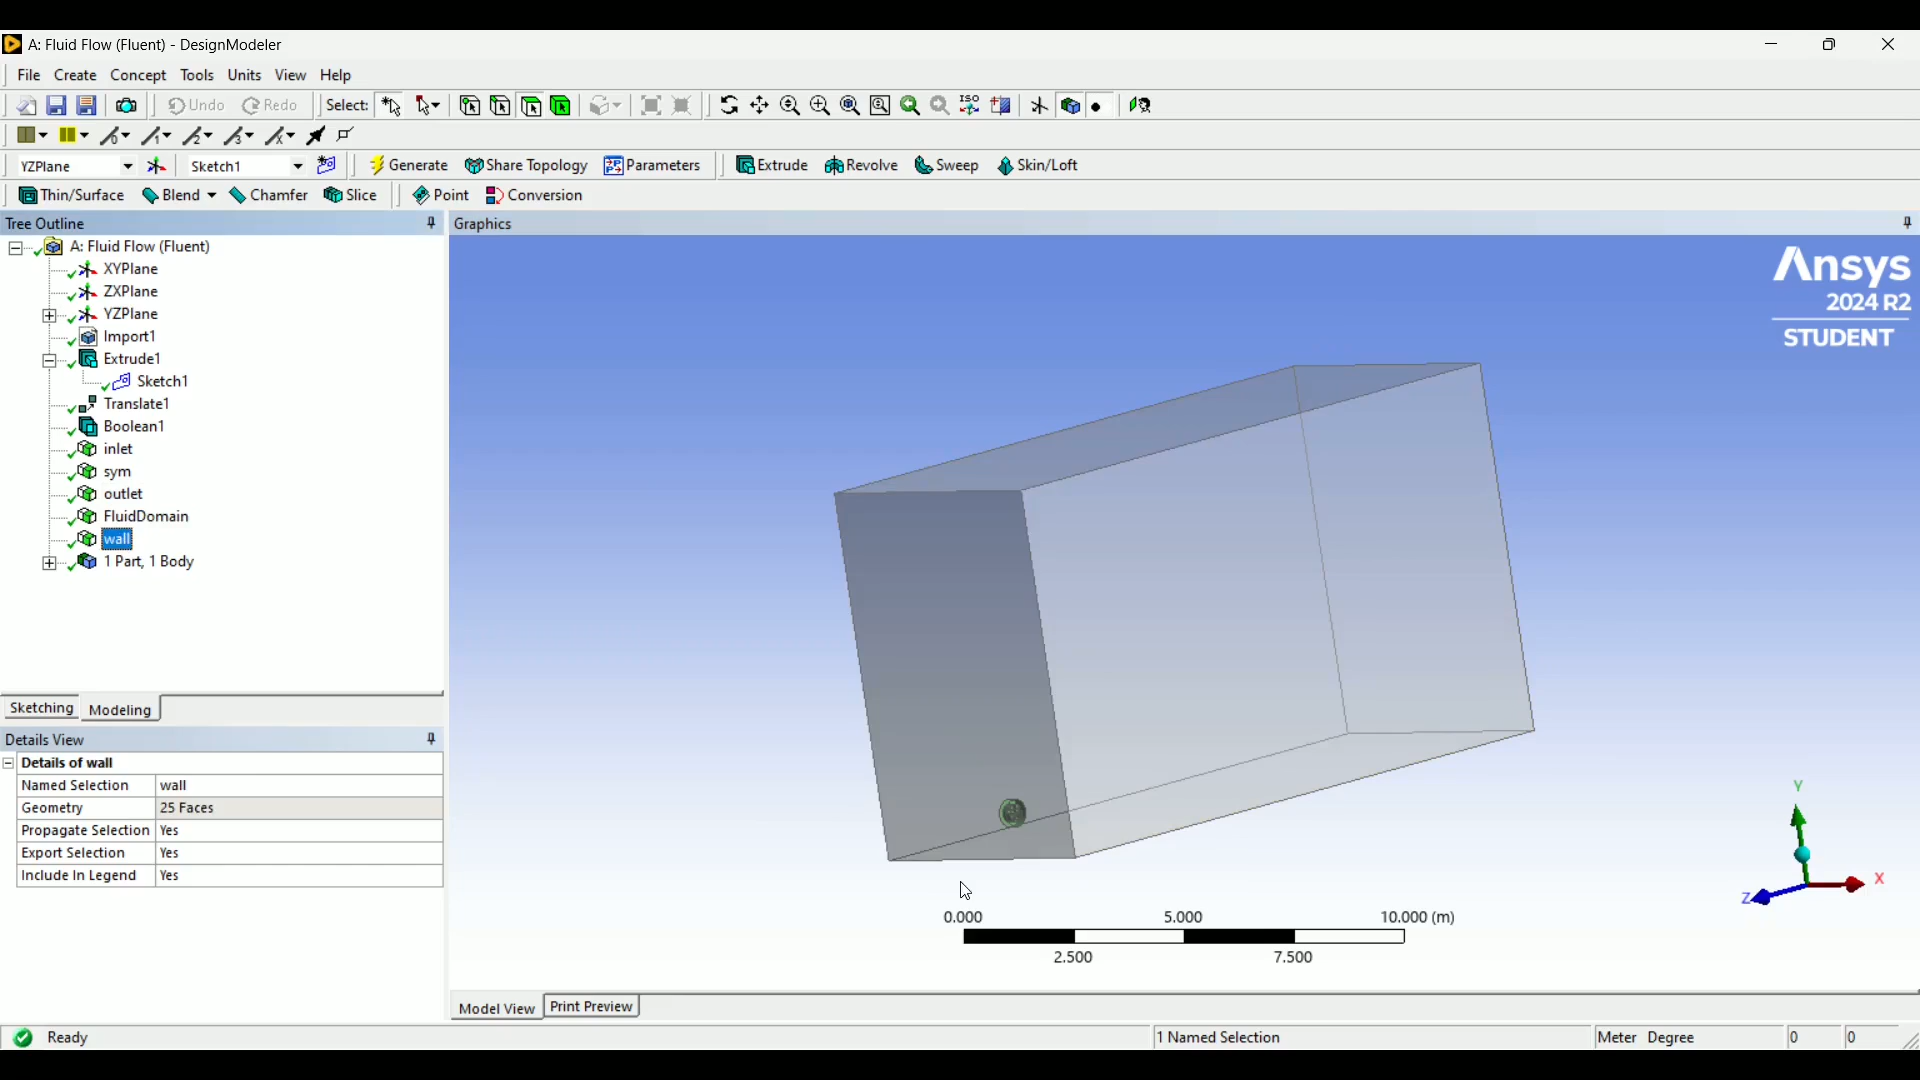 A: Fluid Flow (Fluent) - DesignModeler
File Create Concept Tools Units View Help
Undo Redo Select: ISO
YZPlane Sketch1 Generate Share Topology Parameters Extrude Revolve Sweep Skin/Loft
Thin/Surface Blend Chamfer Slice Point Conversion
Tree Outline
A: Fluid Flow (Fluent)
XYPlane
ZXPlane
YZPlane
Import1
Extrude1
Sketch1
Translate1
Boolean1
inlet
sym
outlet
FluidDomain
wall
1 Part, 1 Body
Sketching Modeling
Details View
Details of wall
Named Selection wall
Geometry 25 Faces
Propagate Selection Yes
Export Selection Yes
Include In Legend Yes
Graphics
Ansys
2024 R2
STUDENT
Y
X
Z
0.000 5.000 10.000 (m)
2.500 7.500
Model View Print Preview
Ready 1 Named Selection Meter Degree 0 0